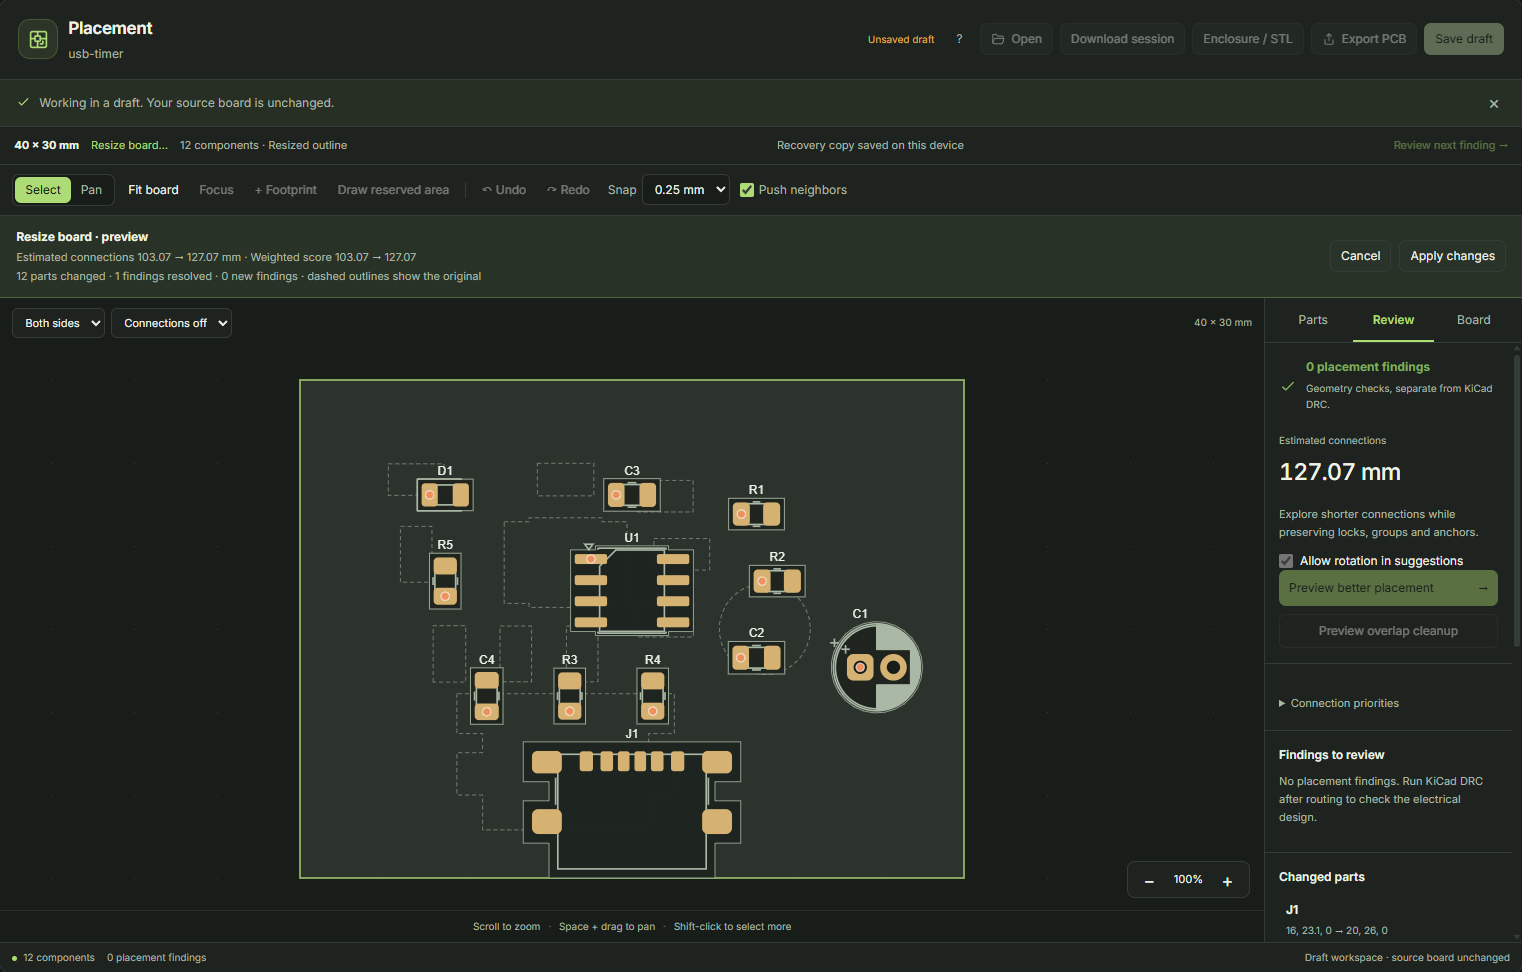 Placement
usb-timer
Unsaved draft
?
Open
Download session
Enclosure / STL
Export PCB
Save draft
Working in a draft. Your source board is unchanged.
40 × 30 mm
Resize board...
12 components · Resized outline
Recovery copy saved on this device
Review next finding →
Select
Pan
Fit board
Focus
+ Footprint
Draw reserved area
Undo
Redo
Snap
0.25 mm
Push neighbors
Resize board · preview
Estimated connections 103.07 → 127.07 mm · Weighted score 103.07 → 127.07
12 parts changed · 1 findings resolved · 0 new findings · dashed outlines show the original
Cancel
Apply changes
Both sides
Connections off
40 × 30 mm
Parts
Review
Board
0 placement findings
Geometry checks, separate from KiCad
DRC.
Estimated connections
127.07 mm
Explore shorter connections while
preserving locks, groups and anchors.
Allow rotation in suggestions
Preview better placement →
Preview overlap cleanup
Connection priorities
Findings to review
No placement findings. Run KiCad DRC
after routing to check the electrical
design.
Changed parts
J1
16, 23.1, 0 → 20, 26, 0
D1
C3
R1
U1
R5
R2
C1
C2
C4
R3
R4
J1
− 100% +
Scroll to zoom · Space + drag to pan · Shift-click to select more
12 components
0 placement findings
Draft workspace · source board unchanged